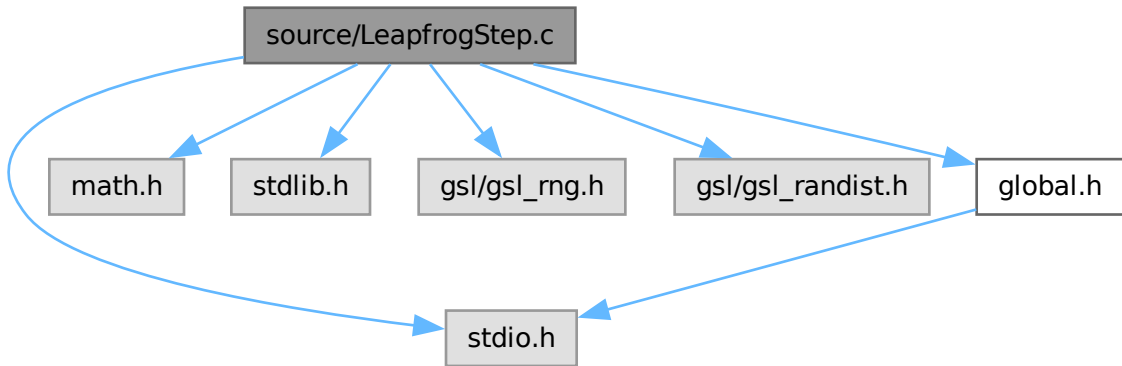 source/LeapfrogStep.c
math.h
stdlib.h
gsl/gsl_rng.h
gsl/gsl_randist.h
global.h
stdio.h